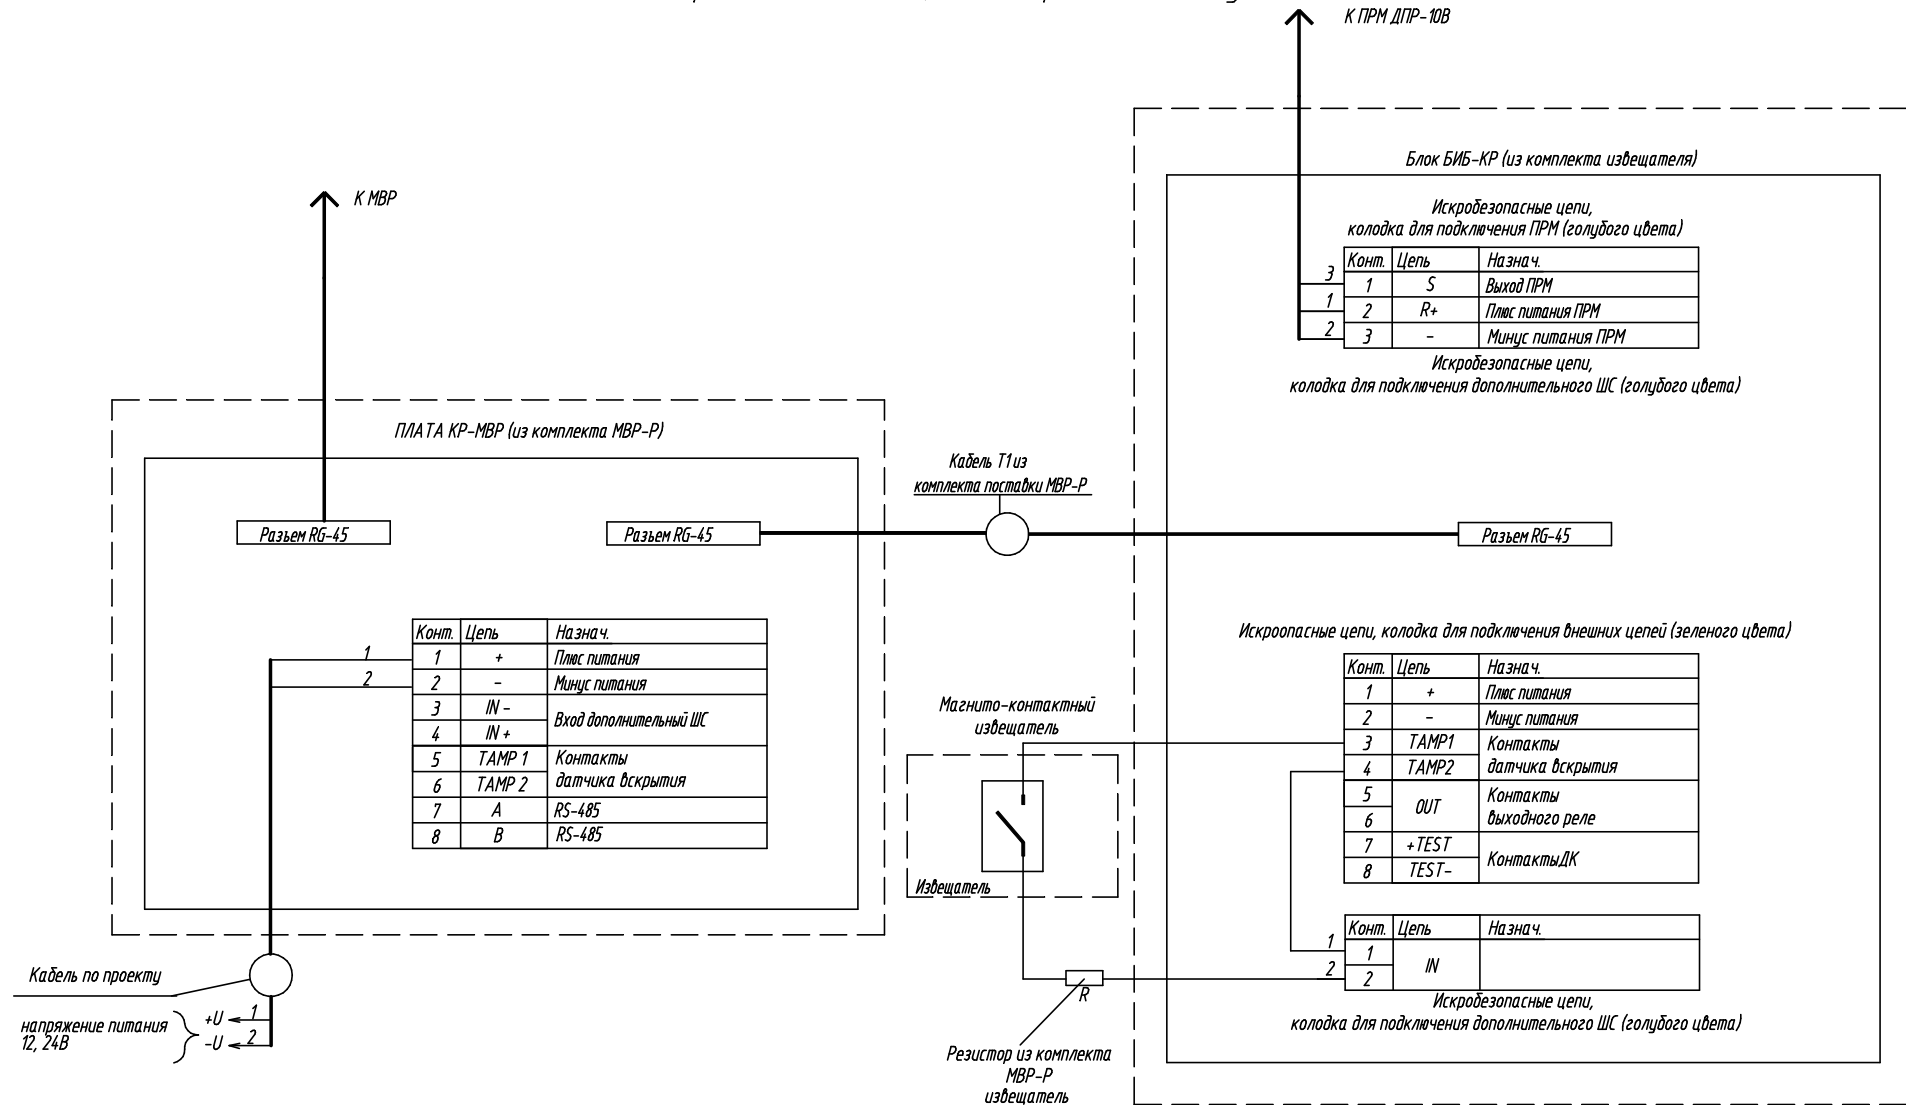 К ПРМ ДПР-10В
Блок БИБ-КР (из комплекта извещателя)
К МВР
Искробезопасные цепи,
колодка для подключения ПРМ (голубого цвета)
Конт. Цепь Назнач.
3
1 S Выход ПРМ
1
2 R+ Плюс питания ПРМ
2
3 - Минус питания ПРМ
Искробезопасные цепи,
колодка для подключения дополнительного ШС (голубого цвета)
ПЛАТА КР-МВР (из комплекта МВР-Р)
Кабель Т1 из
комплекта поставки МВР-Р
Разъем RG-45
Разъем RG-45
Разъем RG-45
Конт. Цепь Назнач.
1
1 + Плюс питания
2
2 - Минус питания
3 IN -
Вход дополнительный ШС
4 IN +
5 TAMP 1 Контакты
6 TAMP 2 датчика вскрытия
7 A RS-485
8 B RS-485
Магнито-контактный
извещатель
Извещатель
Искроопасные цепи, колодка для подключения внешних цепей (зеленого цвета)
Конт. Цепь Назнач.
1 + Плюс питания
2 - Минус питания
3 TAMP1 Контакты
4 TAMP2 датчика вскрытия
5 Контакты
OUT
6 выходного реле
7 +TEST
КонтактыДК
8 TEST-
Конт. Цепь Назнач.
1
1
IN
2
2
Искробезопасные цепи,
колодка для подключения дополнительного ШС (голубого цвета)
R
Резистор из комплекта
МВР-Р
извещатель
Кабель по проекту
напряжение питания
12, 24В
+U 1
-U 2